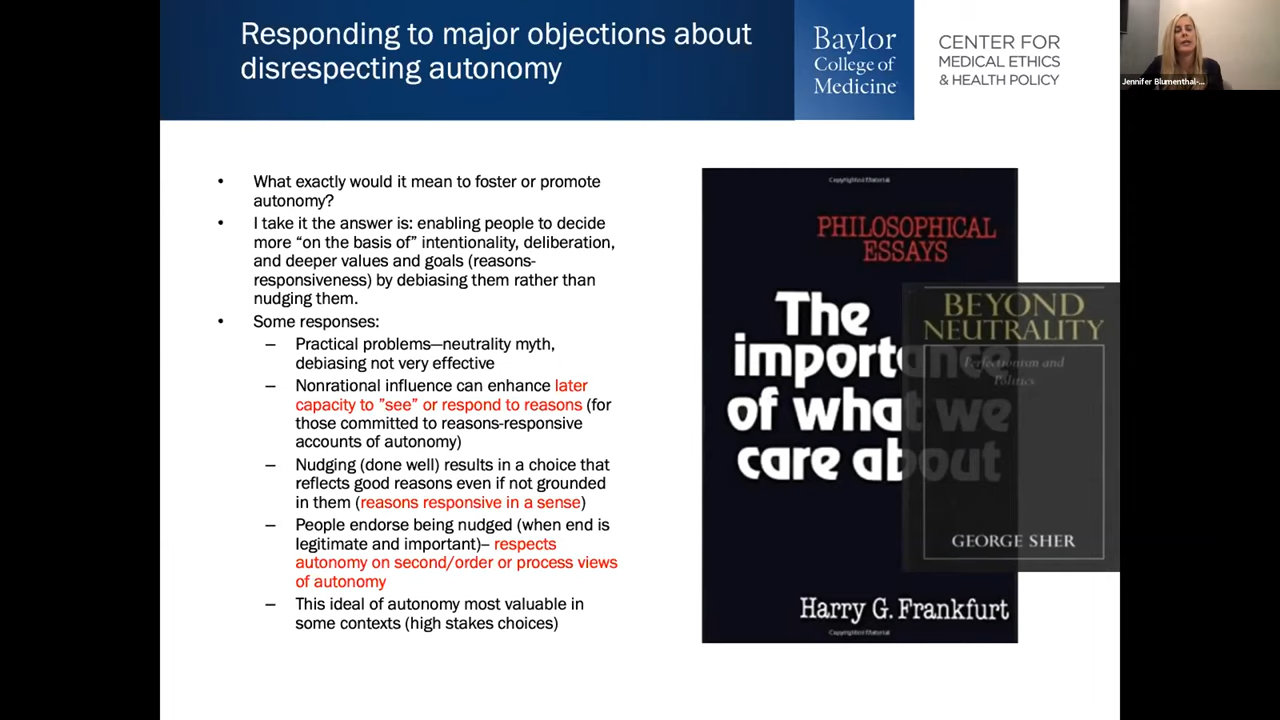 Responding to major objections about
disrespecting autonomy
Baylor
College of
Medicine
CENTER FOR
MEDICAL ETHICS
& HEALTH POLICY
Jennifer Blumenthal-...
• What exactly would it mean to foster or promote
autonomy?
• I take it the answer is: enabling people to decide
more “on the basis of” intentionality, deliberation,
and deeper values and goals (reasons-
responsiveness) by debiasing them rather than
nudging them.
• Some responses:
– Practical problems—neutrality myth,
debiasing not very effective
– Nonrational influence can enhance later
capacity to ”see” or respond to reasons (for
those committed to reasons-responsive
accounts of autonomy)
– Nudging (done well) results in a choice that
reflects good reasons even if not grounded
in them (reasons responsive in a sense)
– People endorse being nudged (when end is
legitimate and important)– respects
autonomy on second/order or process views
of autonomy
– This ideal of autonomy most valuable in
some contexts (high stakes choices)
Copyrighted Material
PHILOSOPHICAL
ESSAYS
The
importance
of what we
care about
Harry G. Frankfurt
Copyrighted Material
BEYOND
NEUTRALITY
Perfectionism and
Politics
GEORGE SHER